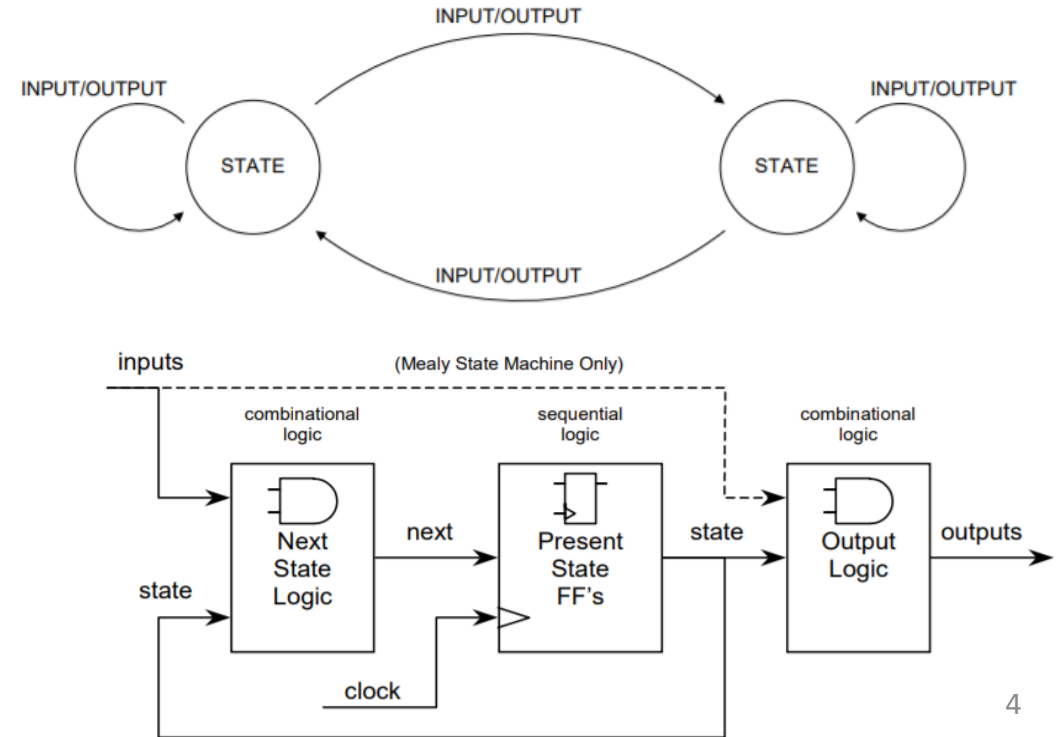 INPUT/OUTPUT
INPUT/OUTPUT
INPUT/OUTPUT
STATE
STATE
INPUT/OUTPUT
inputs
(Mealy State Machine Only)
combinational
logic
sequential
logic
combinational
logic
Next
State
Logic
next
Present
State
FF's
state
Output
Logic
outputs
state
clock
4